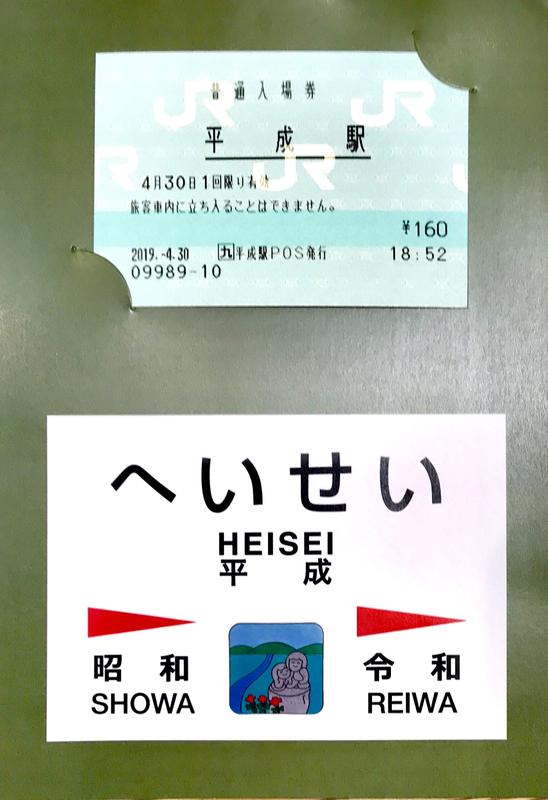 普通入場券
平成駅
4月30日1回限り有効
旅客車内に立ち入ることはできません。
¥160
2019.-4.30 九平成駅POS発行 18:52
09989-10
へいせい
HEISEI
平成
昭和 令和
SHOWA REIWA